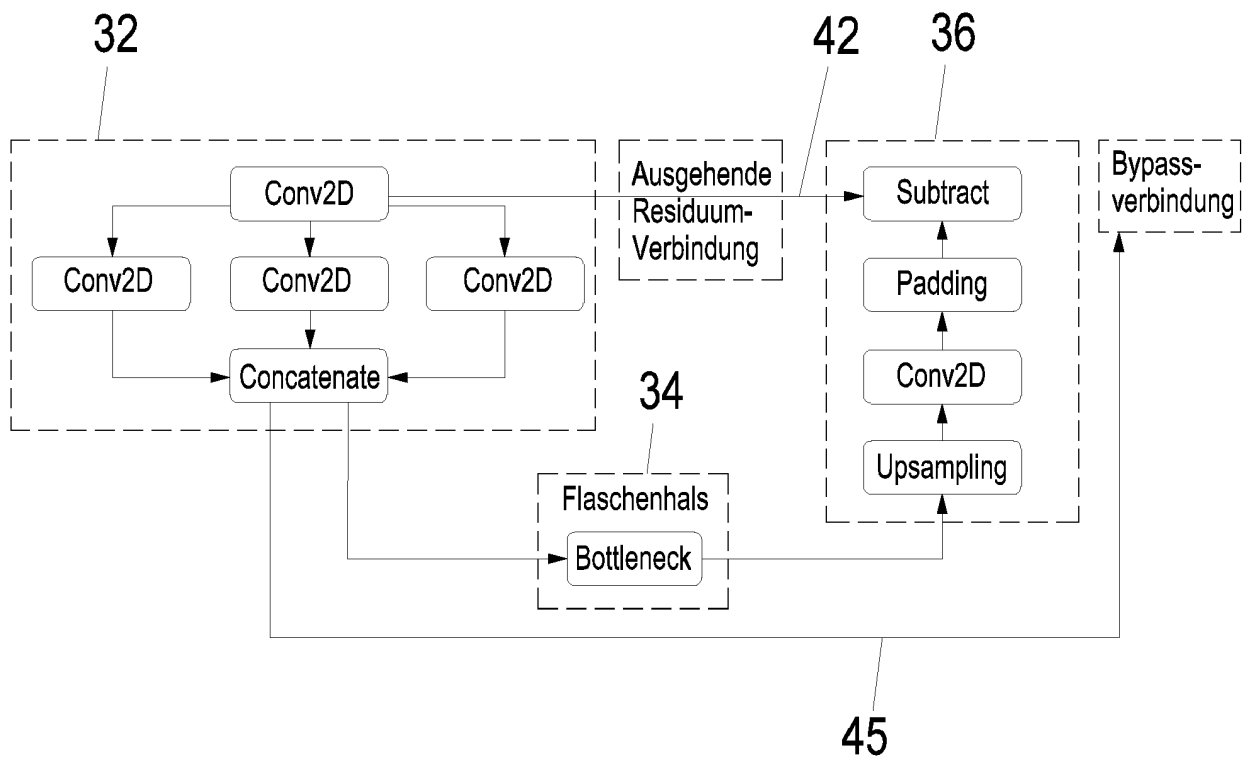 32
42
36
Conv2D
Ausgehende
Residuum-
Verbindung
Subtract
Bypass-
verbindung
Conv2D
Conv2D
Conv2D
Padding
Concatenate
Conv2D
34
Upsampling
Flaschenhals
Bottleneck
45